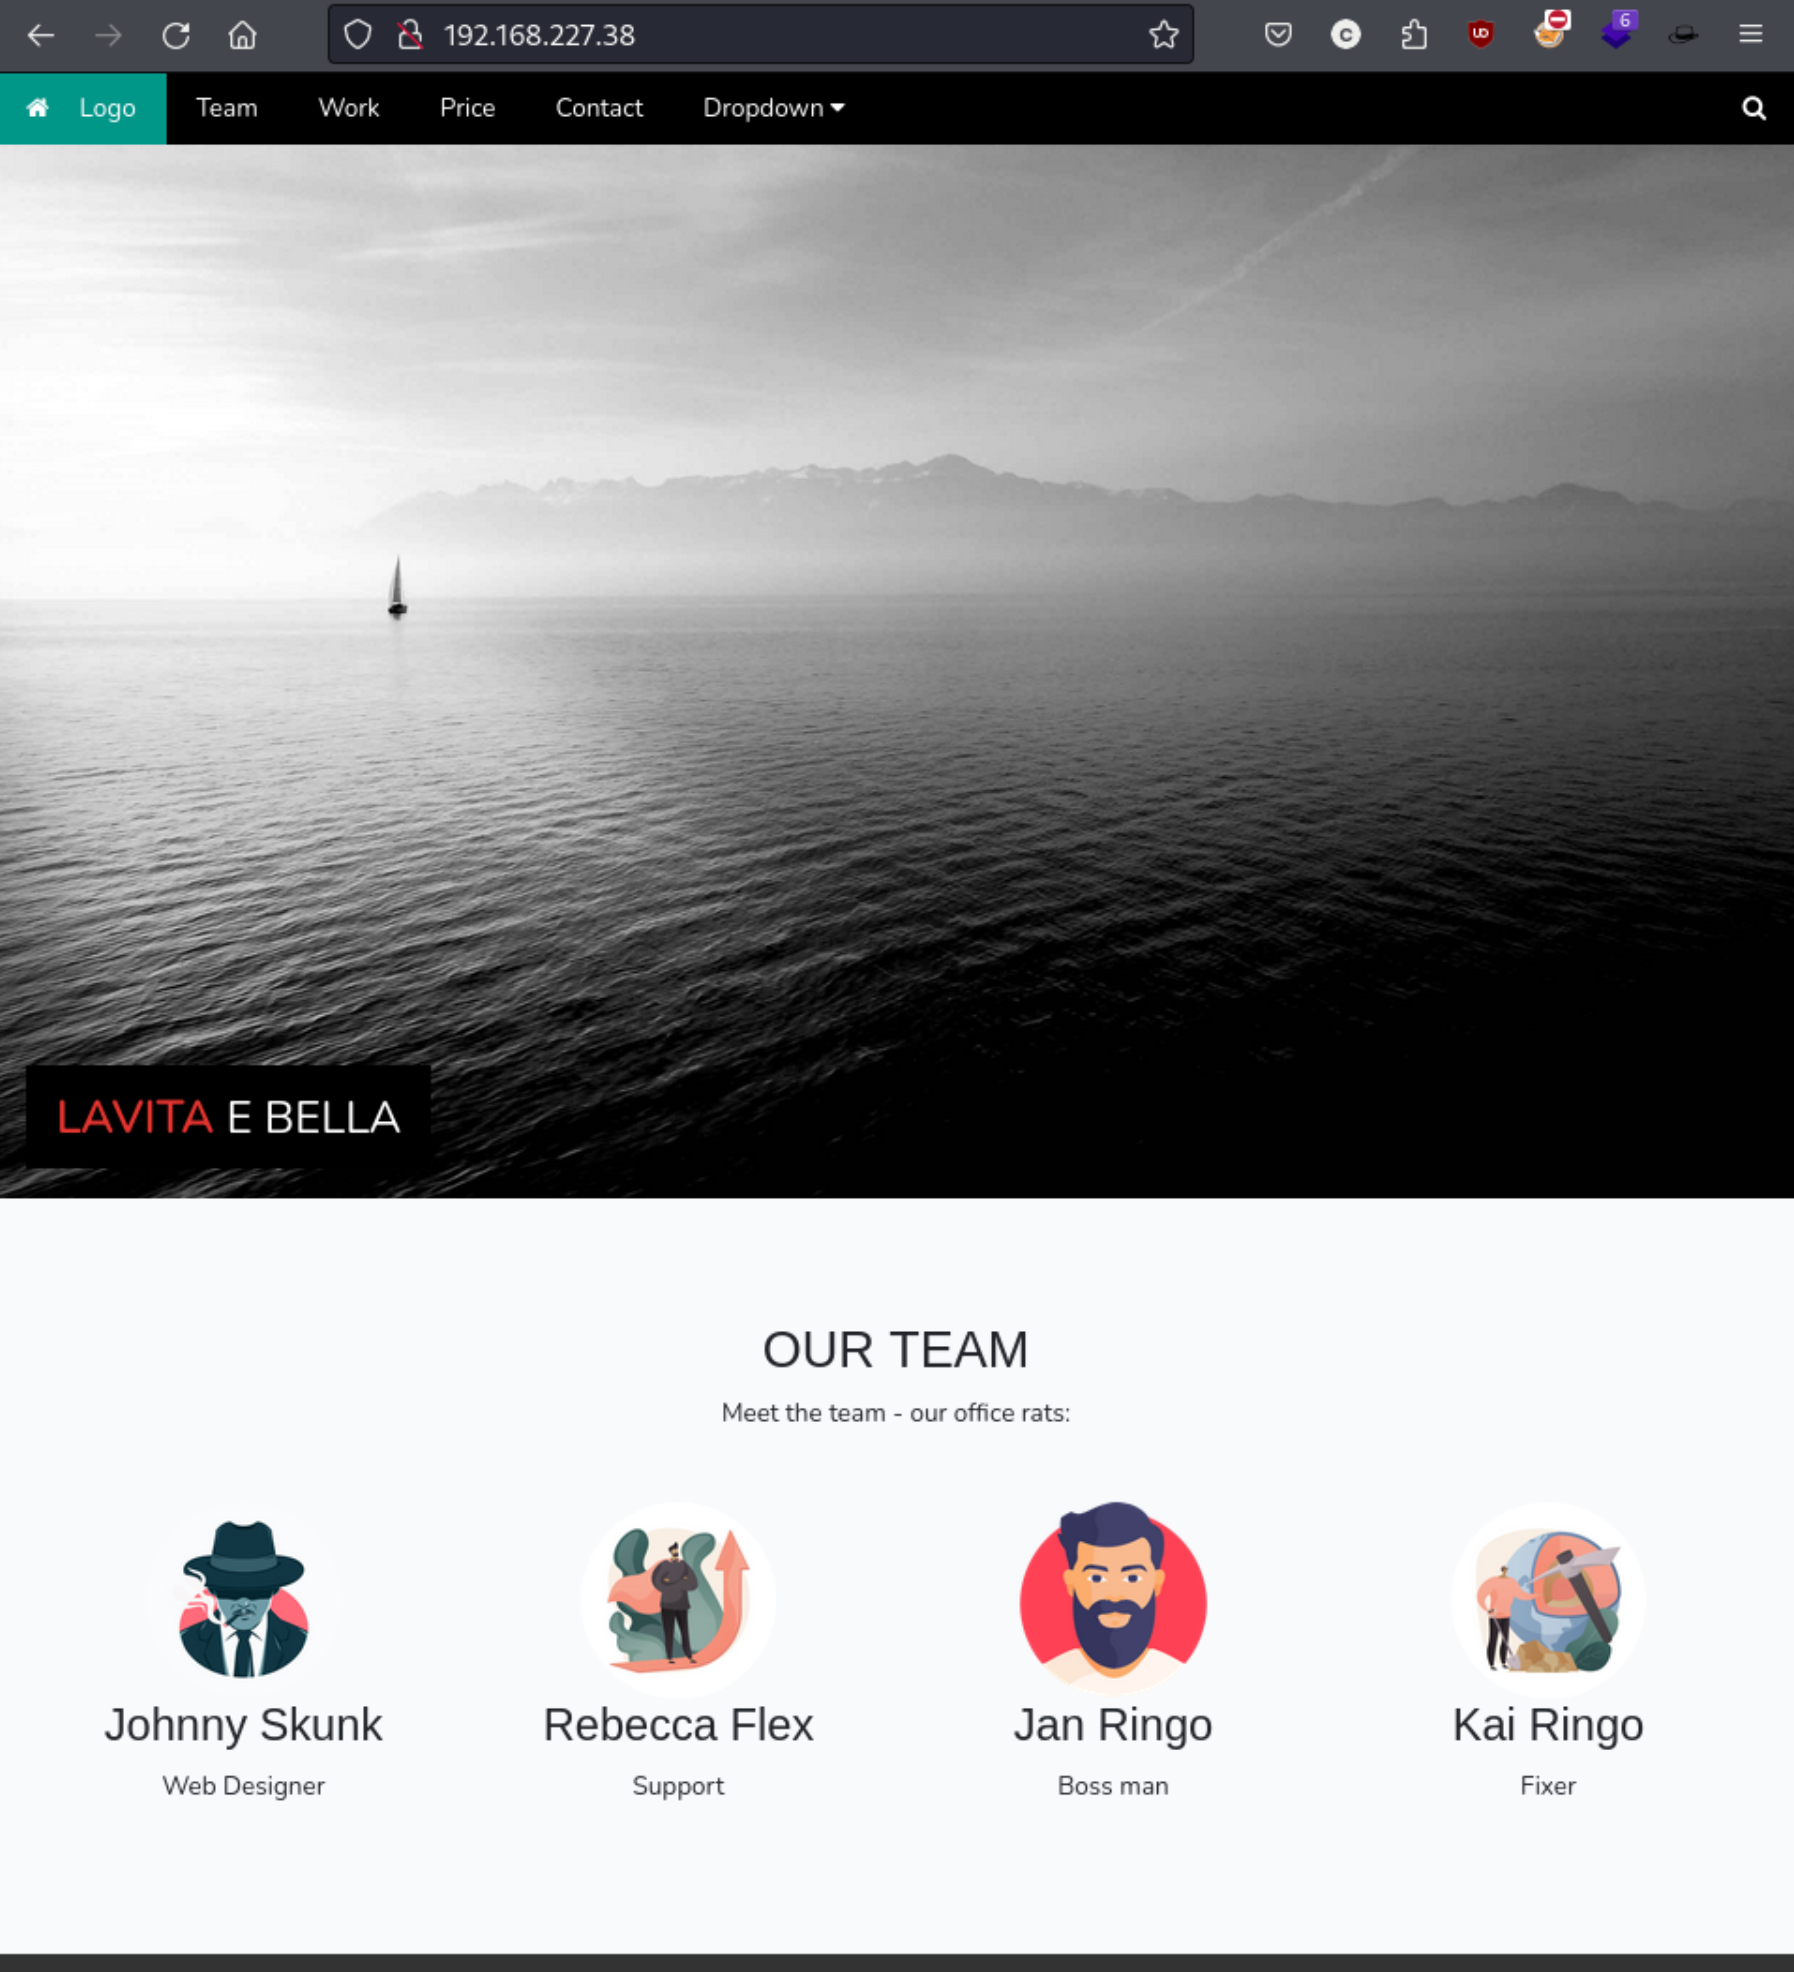 192.168.227.38
6
Logo Team Work Price Contact Dropdown
LAVITA E BELLA
OUR TEAM
Meet the team - our office rats:
Johnny Skunk Rebecca Flex Jan Ringo Kai Ringo
Web Designer Support Boss man Fixer